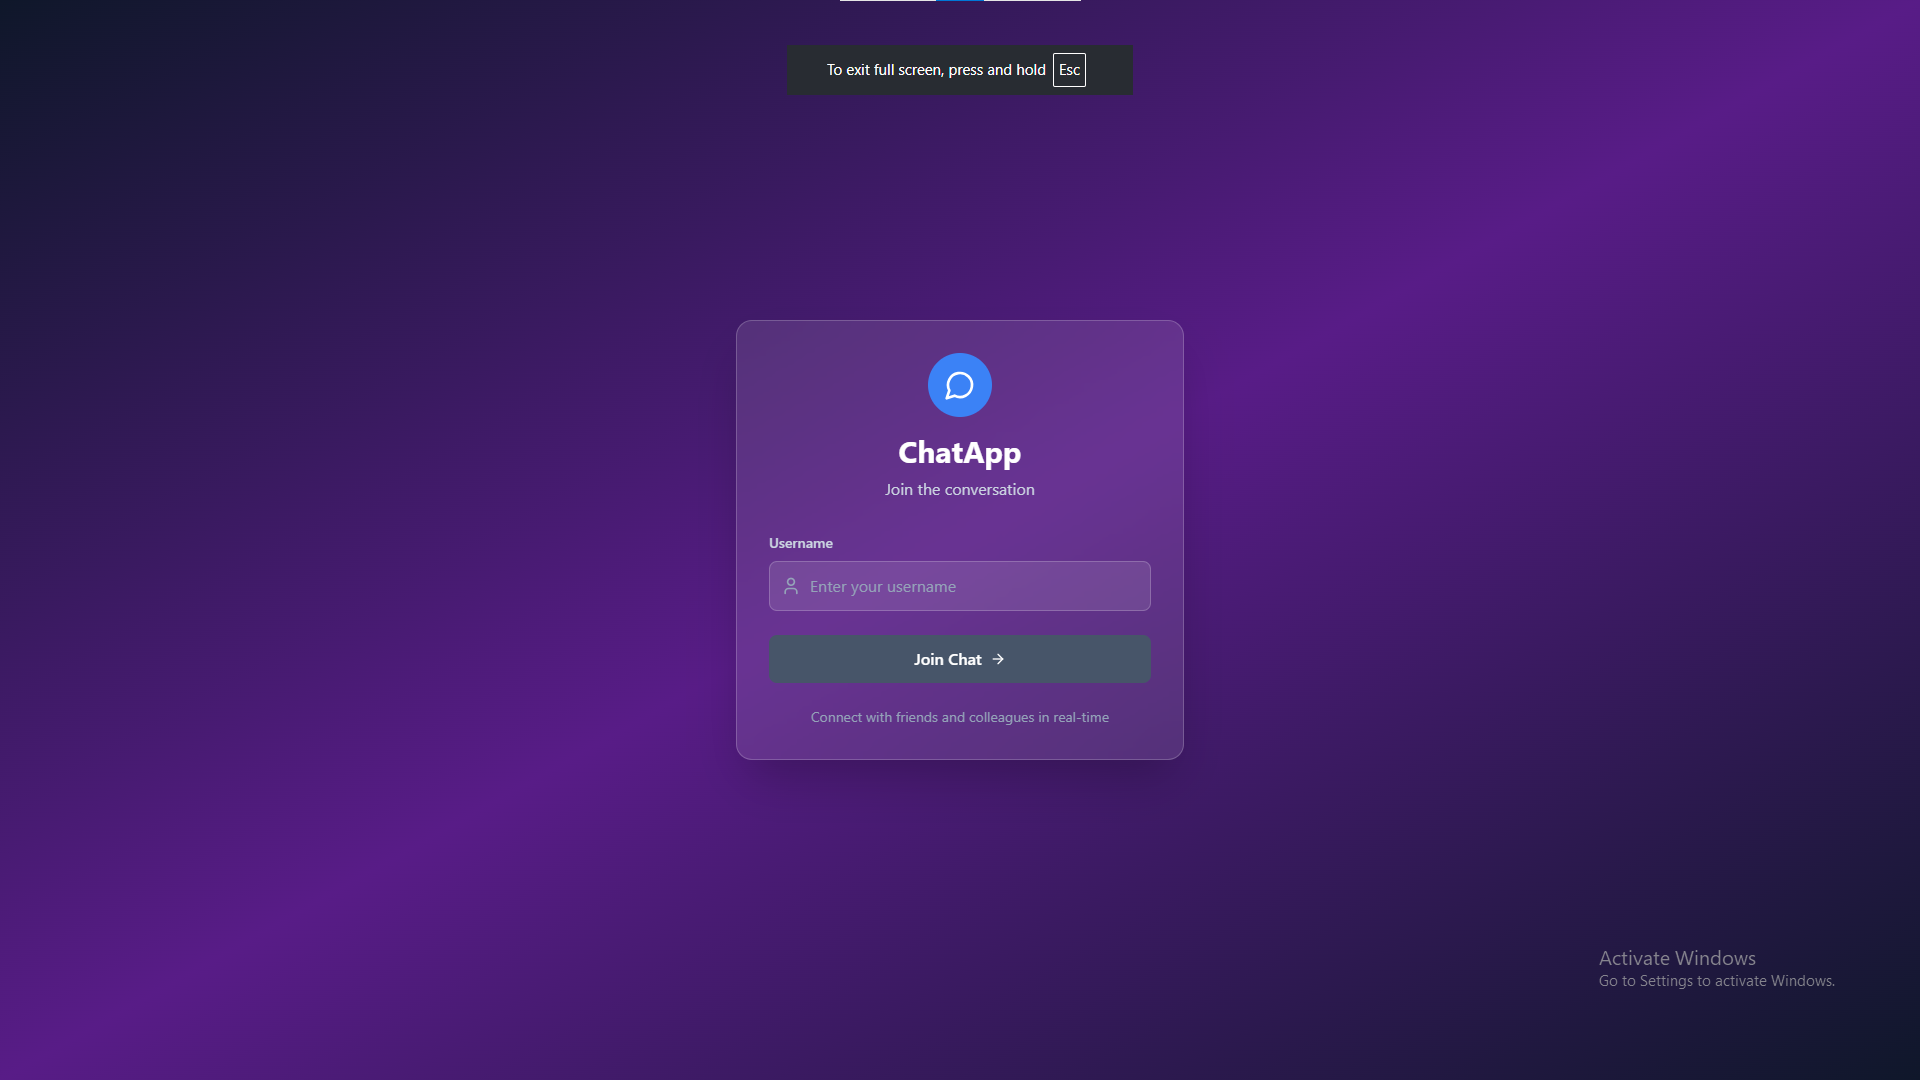 To exit full screen, press and hold Esc
ChatApp
Join the conversation
Username
Enter your username
Join Chat
Connect with friends and colleagues in real-time
Activate Windows
Go to Settings to activate Windows.